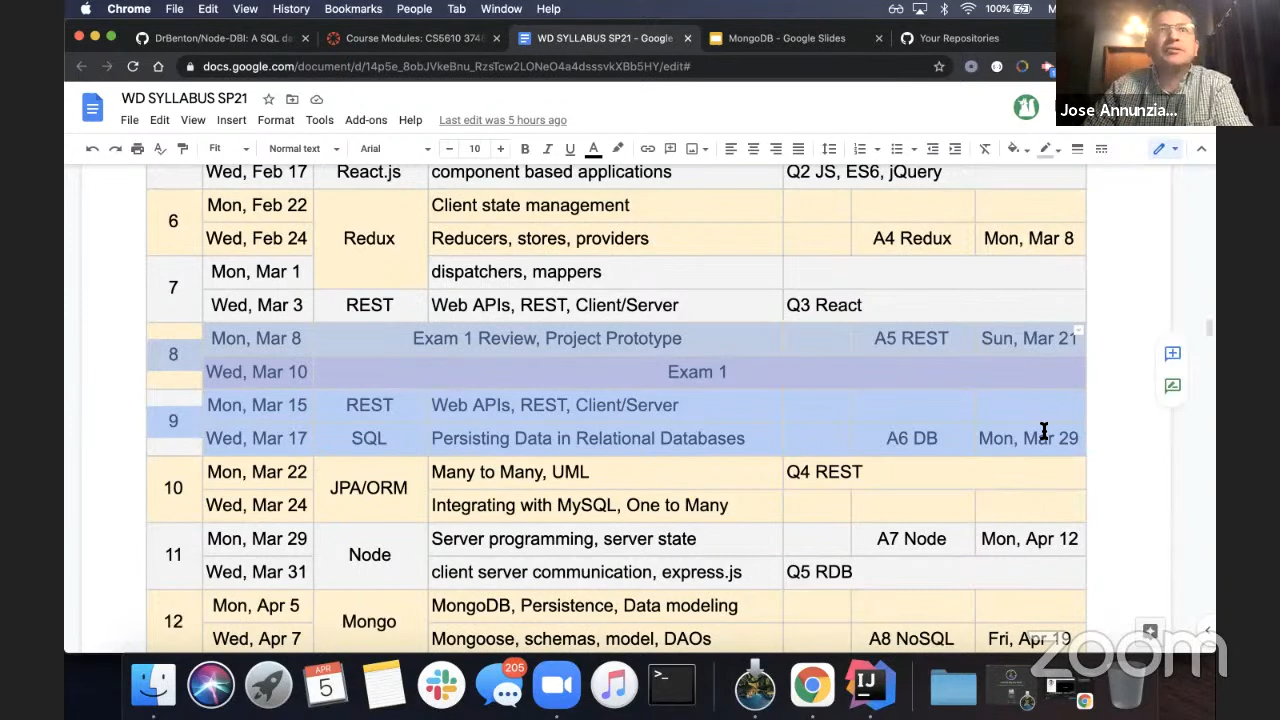 Chrome File Edit View History Bookmarks People Tab Window Help 100%
DrBenton/Node-DBI: A SQL da × Course Modules: CS5610 3746 × WD SYLLABUS SP21 - Google × MongoDB - Google Slides × Your Repositories
docs.google.com/document/d/14p5e_8obJVkeBnu_RzsTcw2LONeO4a4dsssvkXBb5HY/edit#
WD SYLLABUS SP21
File Edit View Insert Format Tools Add-ons Help Last edit was 5 hours ago
Jose Annunzia...
Fit Normal text Arial 10 B I U A
Wed, Feb 17 React.js component based applications Q2 JS, ES6, jQuery
6 Mon, Feb 22 Client state management
Wed, Feb 24 Redux Reducers, stores, providers A4 Redux Mon, Mar 8
7 Mon, Mar 1 dispatchers, mappers
Wed, Mar 3 REST Web APIs, REST, Client/Server Q3 React
8 Mon, Mar 8 Exam 1 Review, Project Prototype A5 REST Sun, Mar 21
Wed, Mar 10 Exam 1
9 Mon, Mar 15 REST Web APIs, REST, Client/Server
Wed, Mar 17 SQL Persisting Data in Relational Databases A6 DB Mon, Mar 29
10 Mon, Mar 22 JPA/ORM Many to Many, UML Q4 REST
Wed, Mar 24 Integrating with MySQL, One to Many
11 Mon, Mar 29 Node Server programming, server state A7 Node Mon, Apr 12
Wed, Mar 31 client server communication, express.js Q5 RDB
12 Mon, Apr 5 Mongo MongoDB, Persistence, Data modeling
Wed, Apr 7 Mongoose, schemas, model, DAOs A8 NoSQL Fri, Apr 19
zoom
APR
5
205
>_
IJ